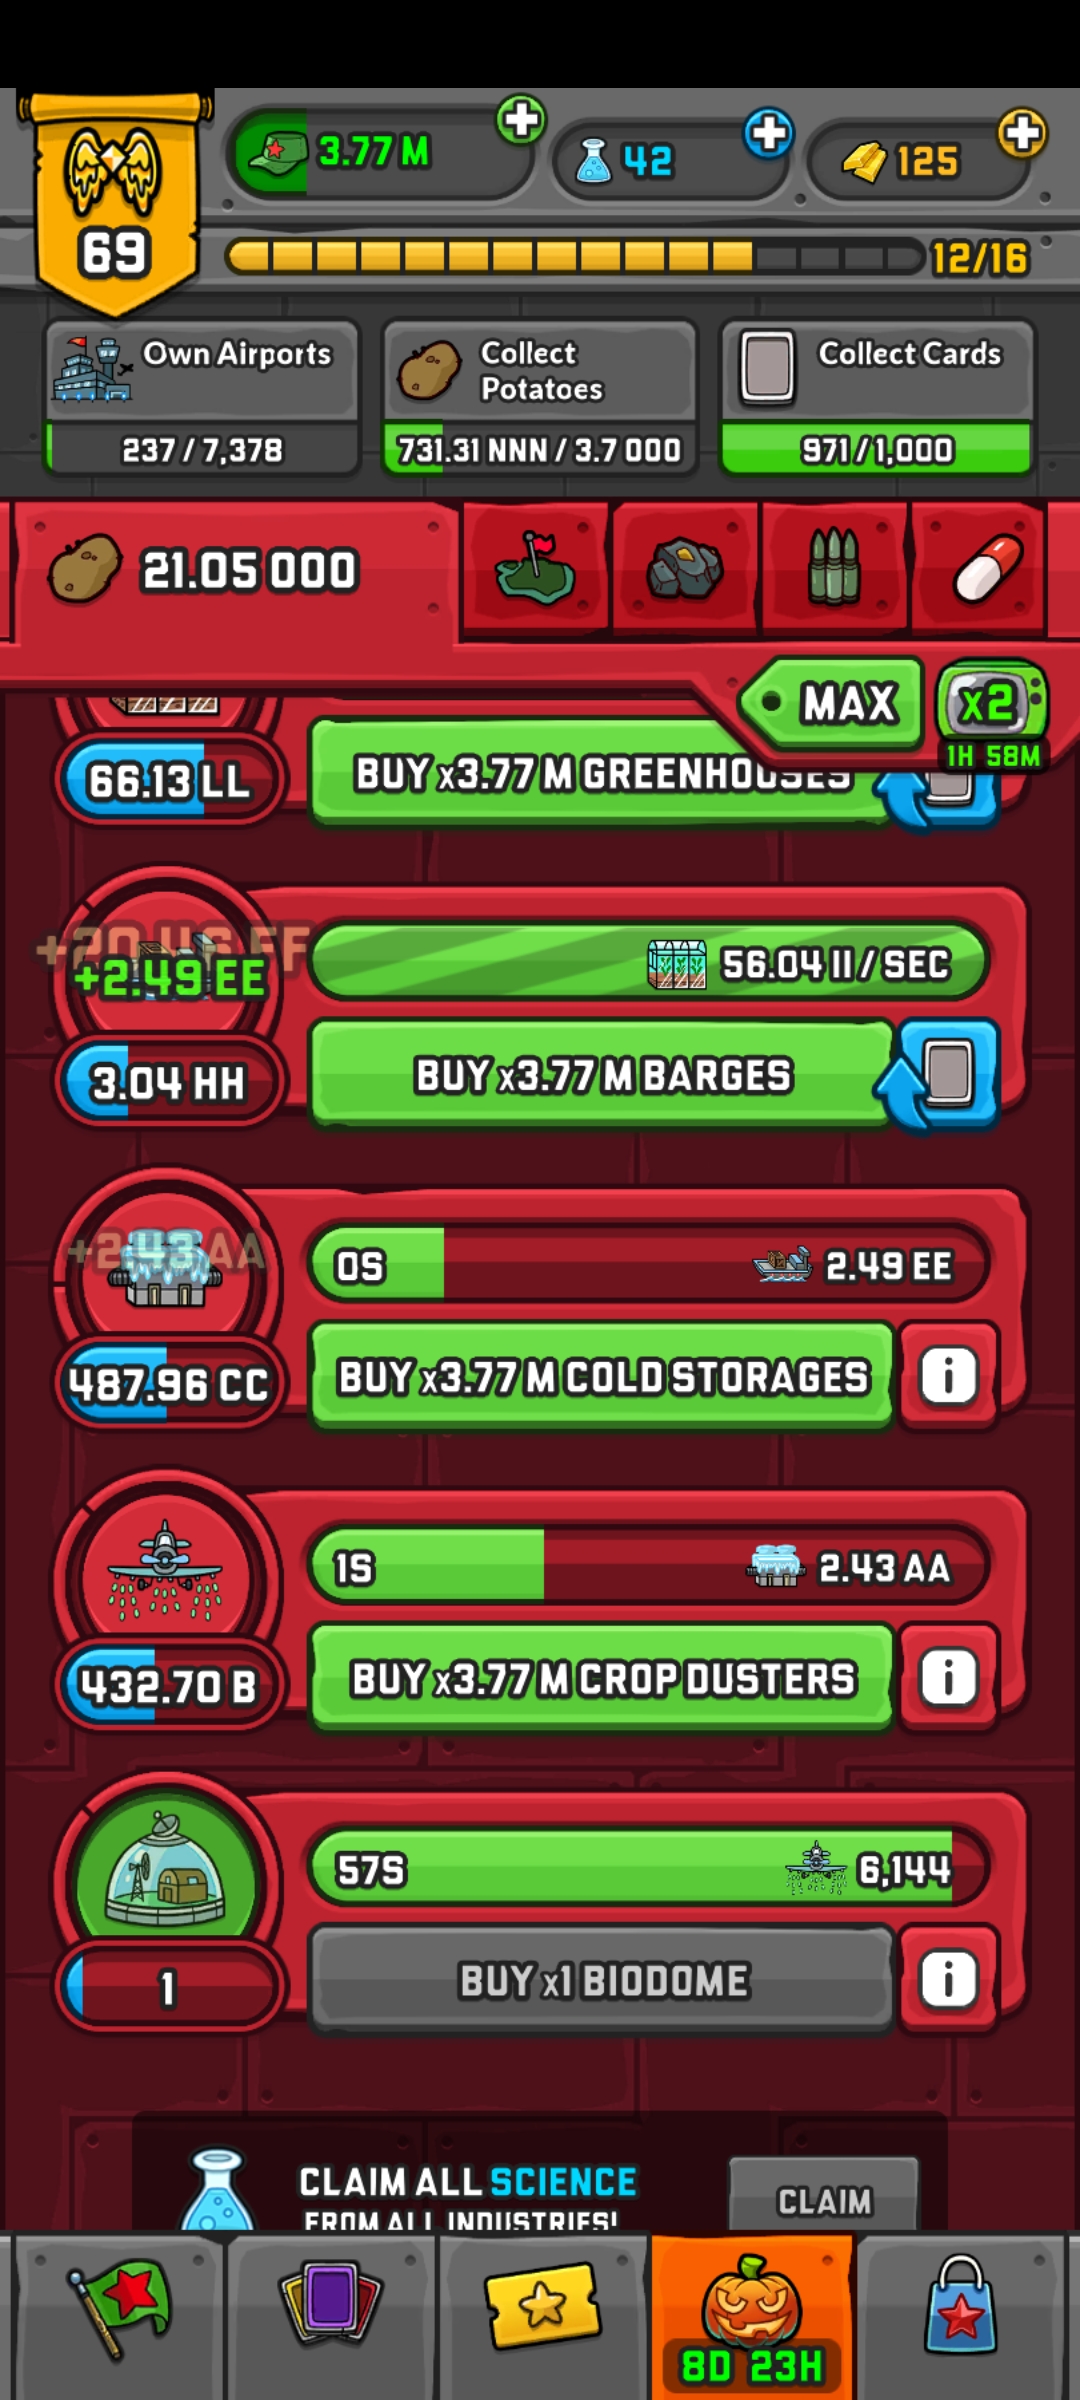 3.77 M
42
125
69
12/16
Own Airports
237 / 7,378
Collect
Potatoes
731.31 NNN / 3.7 OOO
Collect Cards
971 / 1,000
21.05 OOO
MAX
x2
1H 58M
66.13 LL
BUY x3.77 M GREENHOUSES
+20.46 FF
+2.49 EE
56.04 II / SEC
3.04 HH
BUY x3.77 M BARGES
+2.43 AA
0S
2.49 EE
487.96 CC
BUY x3.77 M COLD STORAGES
i
1S
2.43 AA
432.70 B
BUY x3.77 M CROP DUSTERS
i
57S
6,144
1
BUY x1 BIODOME
i
CLAIM ALL SCIENCE
FROM ALL INDUSTRIES!
CLAIM
8D 23H